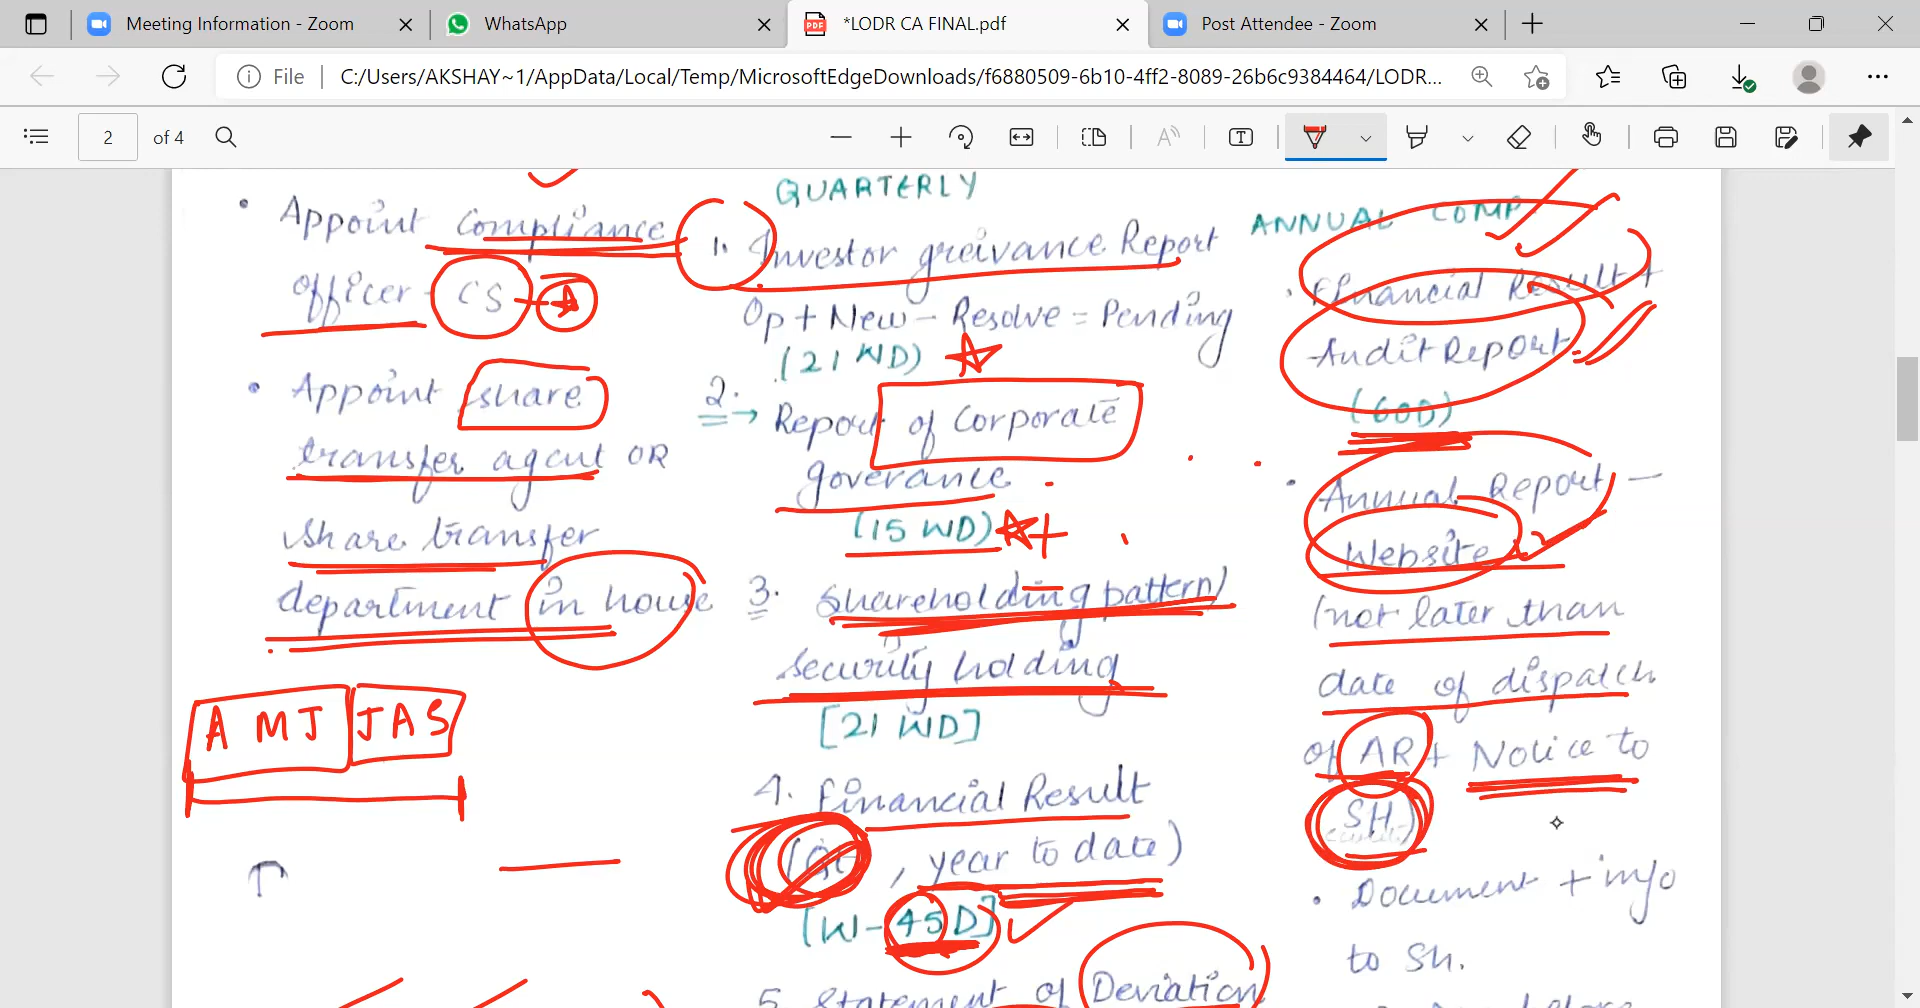 Meeting Information - Zoom
WhatsApp
*LODR CA FINAL.pdf
Post Attendee - Zoom
File
C:/Users/AKSHAY~1/AppData/Local/Temp/MicrosoftEdgeDownloads/f6880509-6b10-4ff2-8089-26b6c9384464/LODR...
2 of 4
• Appoint Compliance
officer - CS
• Appoint share
transfer agent OR
share transfer
department in house
A M J J A S
QUARTERLY
1. Investor greivance Report
Op + New - Resolve = Pending
(21 WD)
2. → Report of Corporate
goverance
(15 WD)
3. Shareholding pattern/
security holding
[21 WD]
4. Financial Result
, year to date)
[W-45D]
5. Statement of Deviation
ANNUAL COMP
• Financial Result +
Audit Report
(60D)
• Annual Report -
Website
(not later than
date of dispatch
of AR + Notice to
SH)
• Document + info
to Sh.